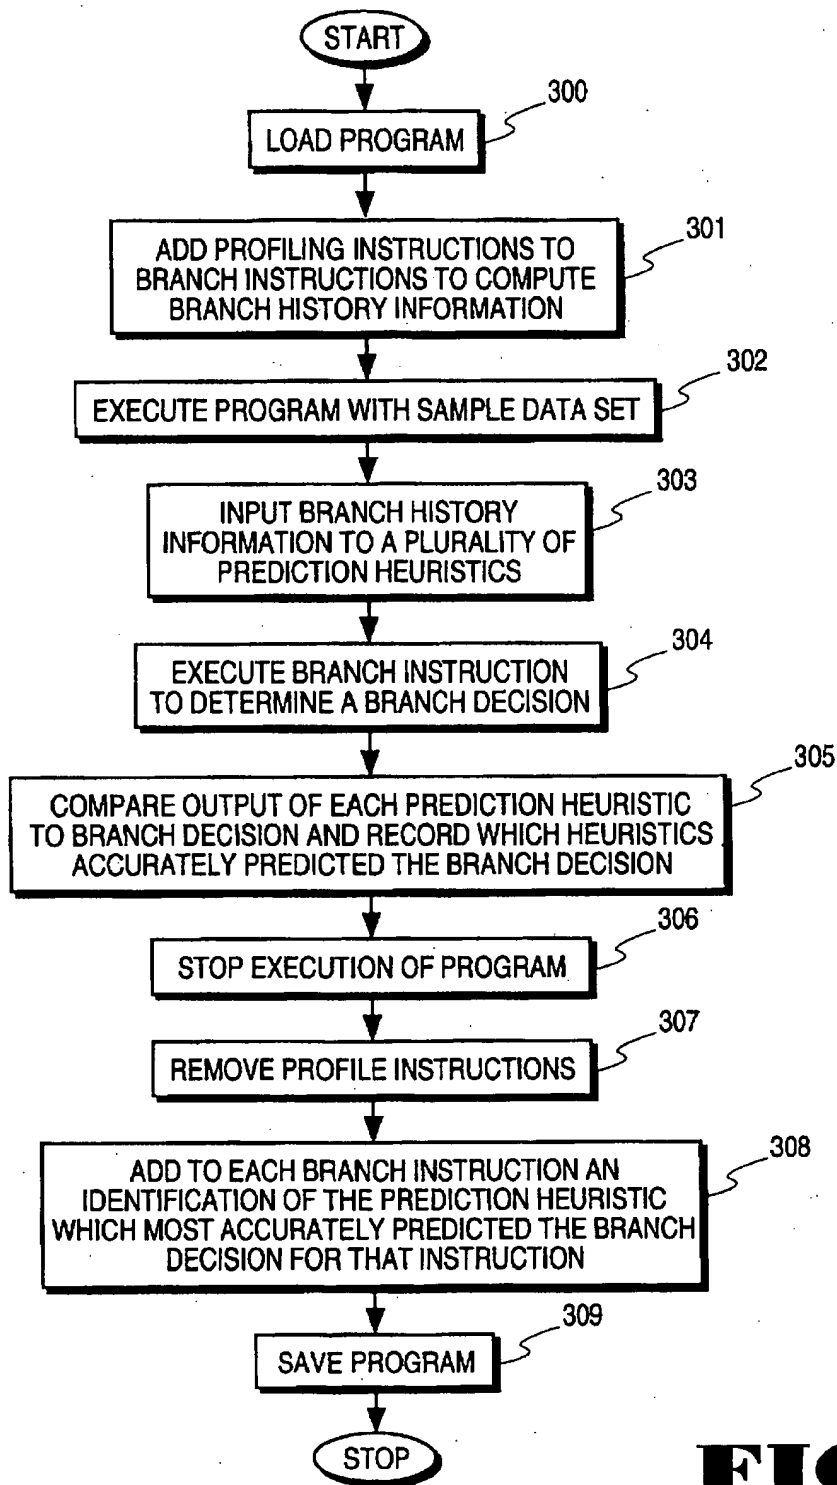 START
300
LOAD PROGRAM
301
ADD PROFILING INSTRUCTIONS TO
BRANCH INSTRUCTIONS TO COMPUTE
BRANCH HISTORY INFORMATION
302
EXECUTE PROGRAM WITH SAMPLE DATA SET
303
INPUT BRANCH HISTORY
INFORMATION TO A PLURALITY OF
PREDICTION HEURISTICS
304
EXECUTE BRANCH INSTRUCTION
TO DETERMINE A BRANCH DECISION
305
COMPARE OUTPUT OF EACH PREDICTION HEURISTIC
TO BRANCH DECISION AND RECORD WHICH HEURISTICS
ACCURATELY PREDICTED THE BRANCH DECISION
306
STOP EXECUTION OF PROGRAM
307
REMOVE PROFILE INSTRUCTIONS
308
ADD TO EACH BRANCH INSTRUCTION AN
IDENTIFICATION OF THE PREDICTION HEURISTIC
WHICH MOST ACCURATELY PREDICTED THE BRANCH
DECISION FOR THAT INSTRUCTION
309
SAVE PROGRAM
STOP